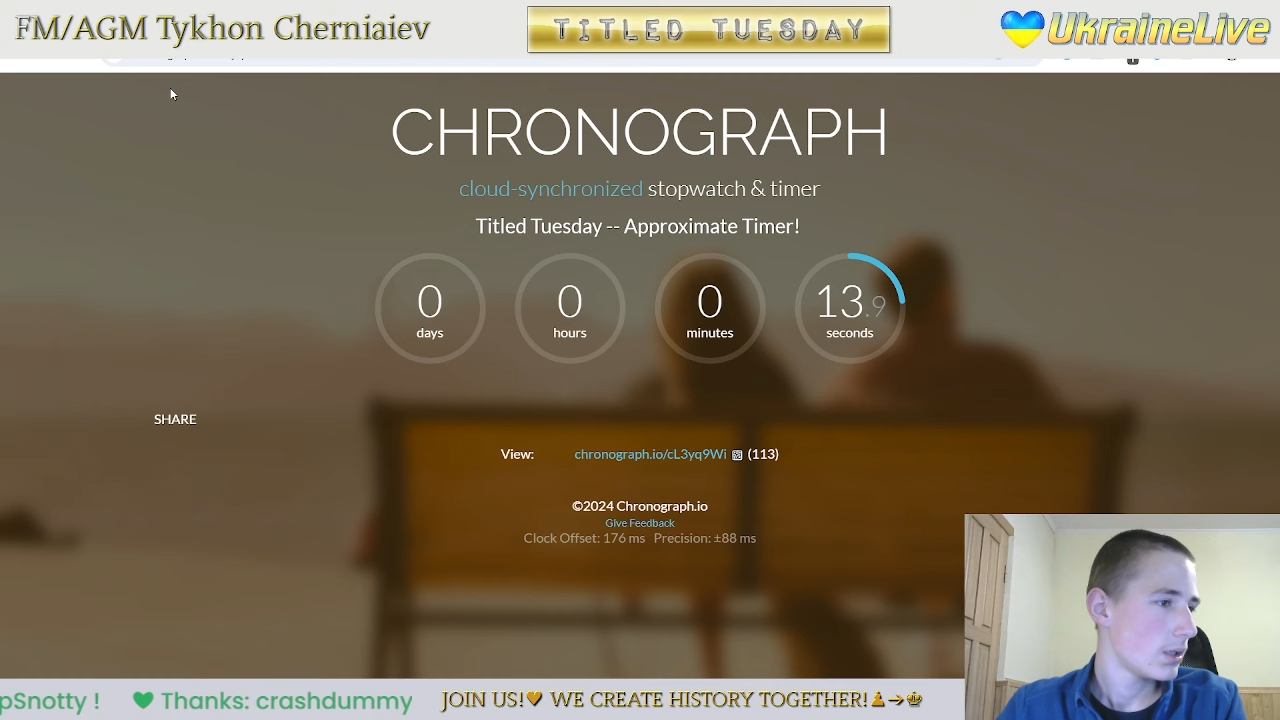 FM/AGM Tykhon Cherniaiev
TITLED TUESDAY
UkraineLive
CHRONOGRAPH
cloud-synchronized stopwatch & timer
Titled Tuesday -- Approximate Timer!
0
days
0
hours
0
minutes
13.9
seconds
SHARE
View: chronograph.io/cL3yq9Wi (113)
©2024 Chronograph.io
Give Feedback
Clock Offset: 176 ms Precision: ±88 ms
pSnotty ! 💚 Thanks: crashdummy
JOIN US!🧡 WE CREATE HISTORY TOGETHER!♟➔♚